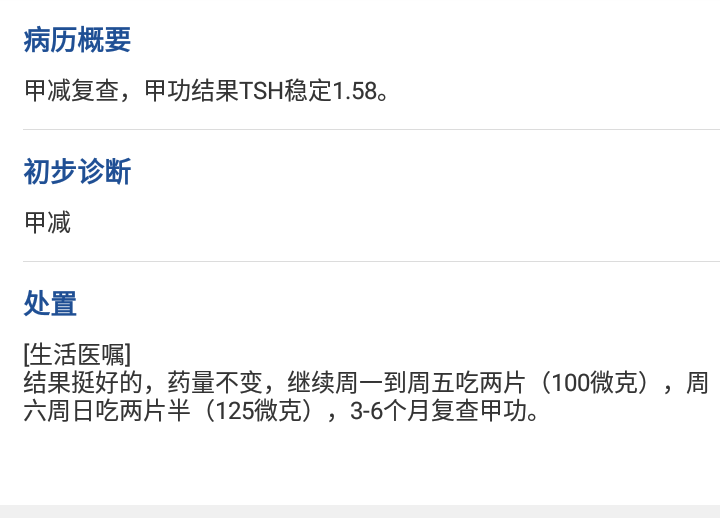 病历概要
甲减复查，甲功结果TSH稳定1.58。
初步诊断
甲减
处置
[生活医嘱]
结果挺好的，药量不变，继续周一到周五吃两片（100微克），周
六周日吃两片半（125微克），3-6个月复查甲功。